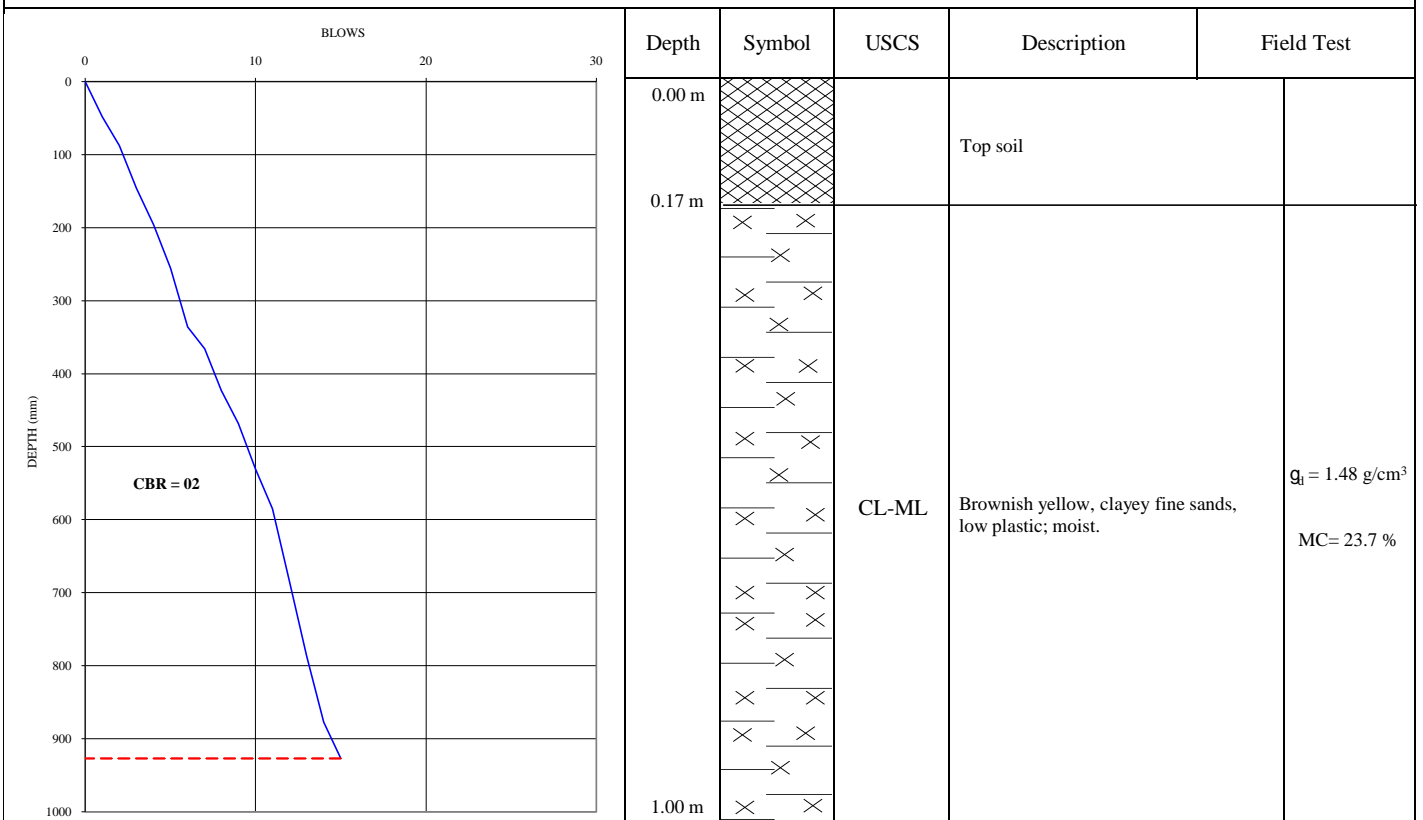 BLOWS
0 10 20 30
0
100
200
300
400
500
600
700
800
900
1000
DEPTH (mm)
CBR = 02
Depth Symbol USCS Description Field Test
0.00 m
Top soil
0.17 m
CL-ML
Brownish yellow, clayey fine sands,
low plastic; moist.
gd = 1.48 g/cm³
MC= 23.7 %
1.00 m